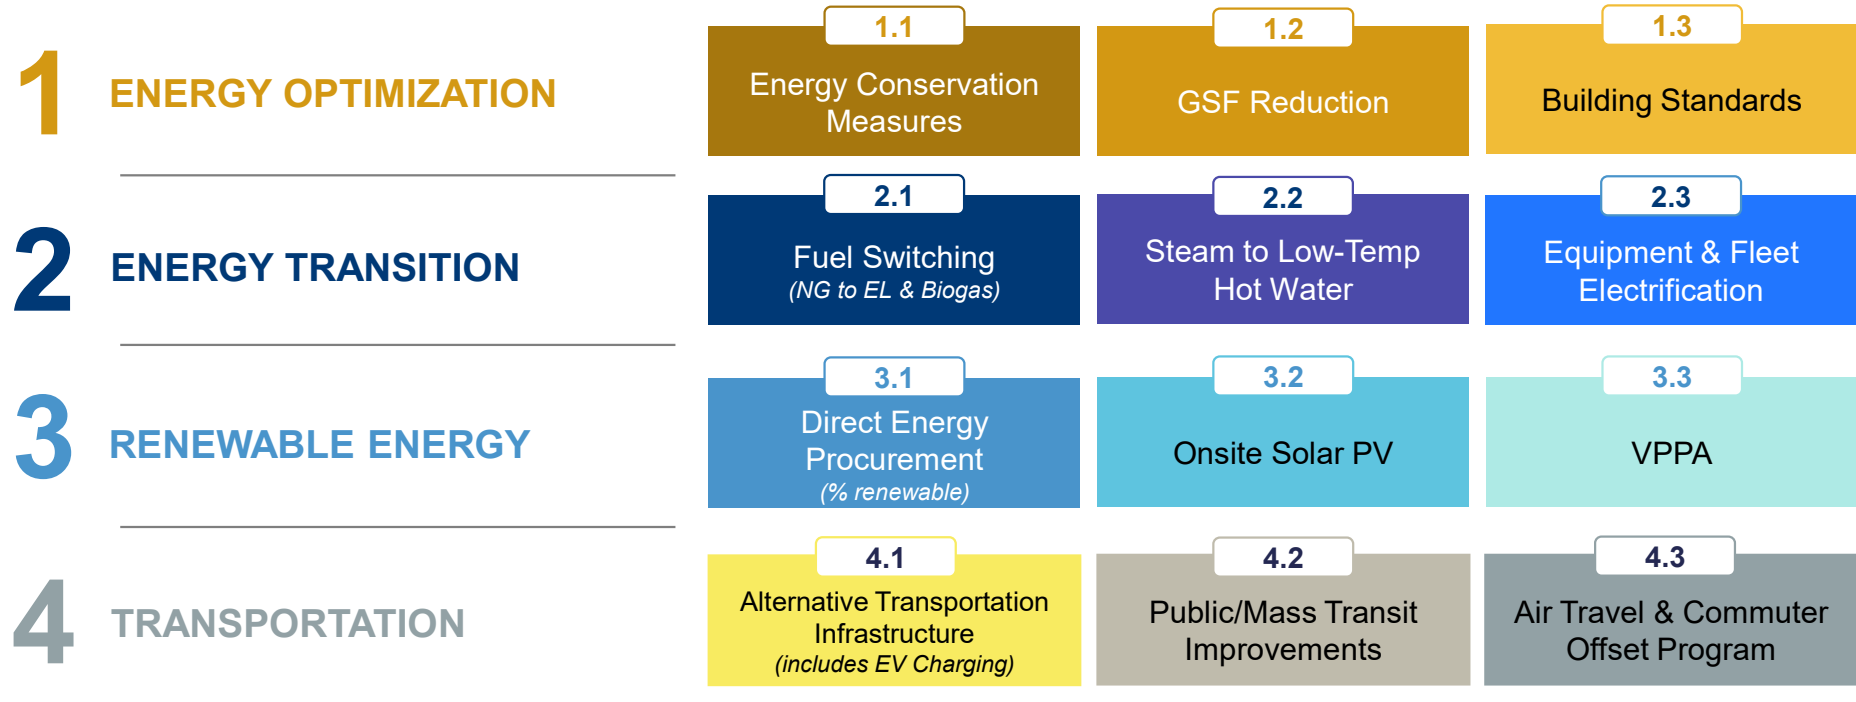 1
ENERGY OPTIMIZATION
1.1
Energy Conservation
Measures
1.2
GSF Reduction
1.3
Building Standards
2
ENERGY TRANSITION
2.1
Fuel Switching
(NG to EL & Biogas)
2.2
Steam to Low-Temp
Hot Water
2.3
Equipment & Fleet
Electrification
3
RENEWABLE ENERGY
3.1
Direct Energy
Procurement
(% renewable)
3.2
Onsite Solar PV
3.3
VPPA
4
TRANSPORTATION
4.1
Alternative Transportation
Infrastructure
(includes EV Charging)
4.2
Public/Mass Transit
Improvements
4.3
Air Travel & Commuter
Offset Program